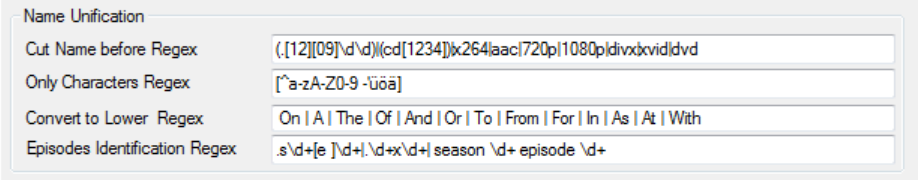 Name Unification
Cut Name before Regex (.[12][09]\d\d)|(cd[1234])|x264|aac|720p|1080p|divx|xvid|dvd
Only Characters Regex [^a-zA-Z0-9 -'üöä]
Convert to Lower  Regex  On | A | The | Of | And | Or | To | From | For | In | As | At | With
Episodes Identification Regex .s\d+[e ]\d+|.\d+x\d+| season \d+ episode \d+